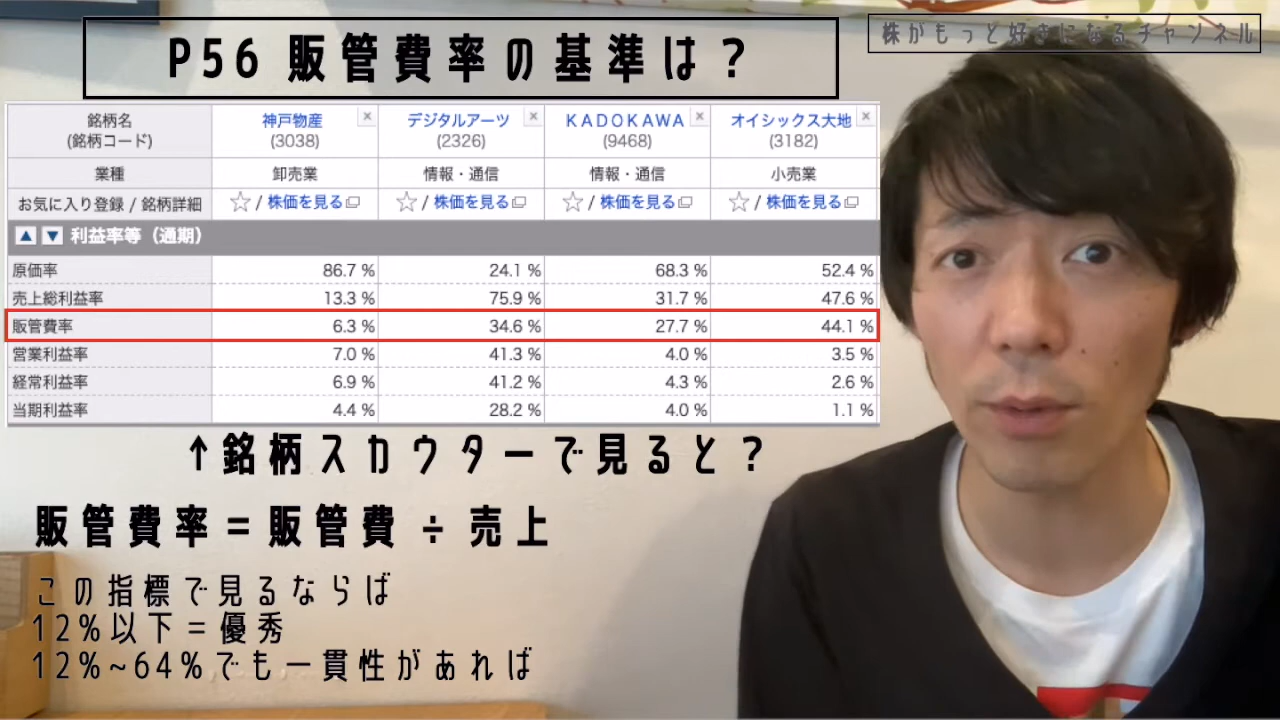 P56 販管費率の基準は？
株がもっと好きになるチャンネル
銘柄名 (銘柄コード) 神戸物産 (3038) × デジタルアーツ (2326) × ＫＡＤＯＫＡＷＡ (9468) × オイシックス大地 (3182) ×
業種 卸売業 情報・通信 情報・通信 小売業
お気に入り登録 / 銘柄詳細 ☆ / 株価を見る ☆ / 株価を見る ☆ / 株価を見る ☆ / 株価を見る
▲ ▼ 利益率等（通期）
原価率 86.7 % 24.1 % 68.3 % 52.4 %
売上総利益率 13.3 % 75.9 % 31.7 % 47.6 %
販管費率 6.3 % 34.6 % 27.7 % 44.1 %
営業利益率 7.0 % 41.3 % 4.0 % 3.5 %
経常利益率 6.9 % 41.2 % 4.3 % 2.6 %
当期利益率 4.4 % 28.2 % 4.0 % 1.1 %
↑銘柄スカウターで見ると？
販管費率＝販管費÷売上
この指標で見るならば
12%以下＝優秀
12%~64%でも一貫性があれば